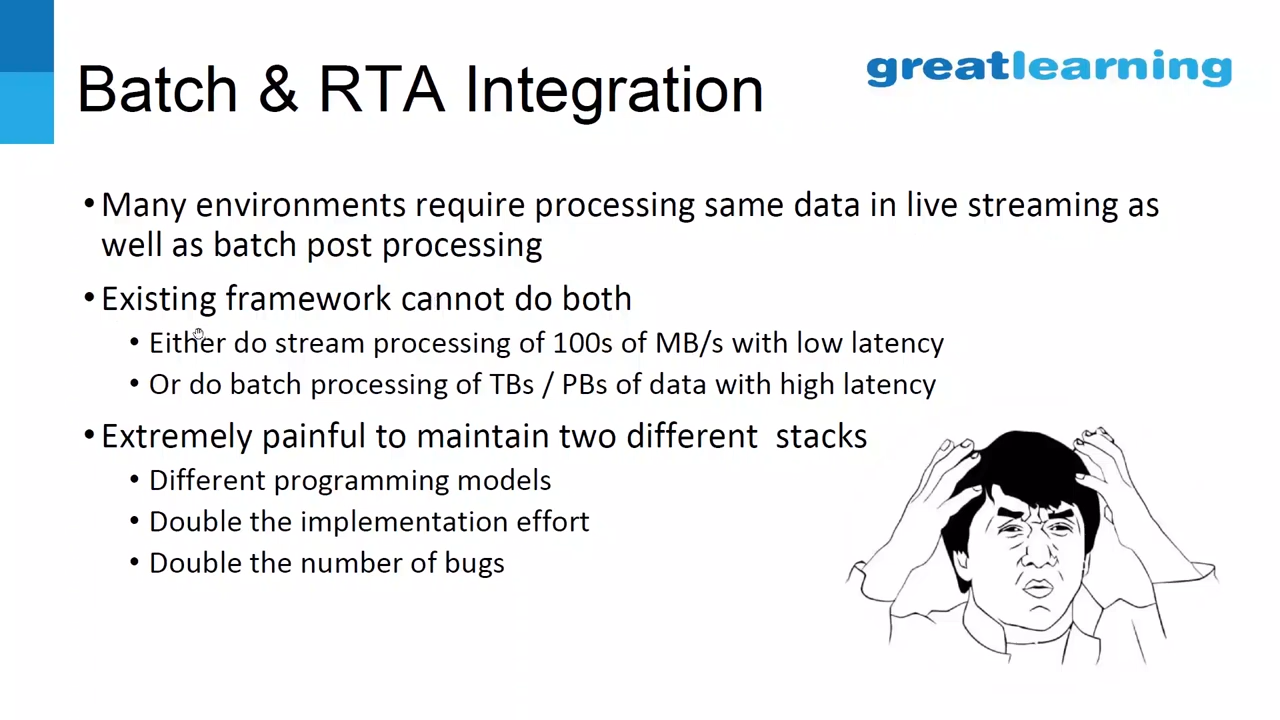 Batch & RTA Integration
greatlearning
•Many environments require processing same data in live streaming as
well as batch post processing
•Existing framework cannot do both
• Either do stream processing of 100s of MB/s with low latency
• Or do batch processing of TBs / PBs of data with high latency
•Extremely painful to maintain two different  stacks
• Different programming models
• Double the implementation effort
• Double the number of bugs